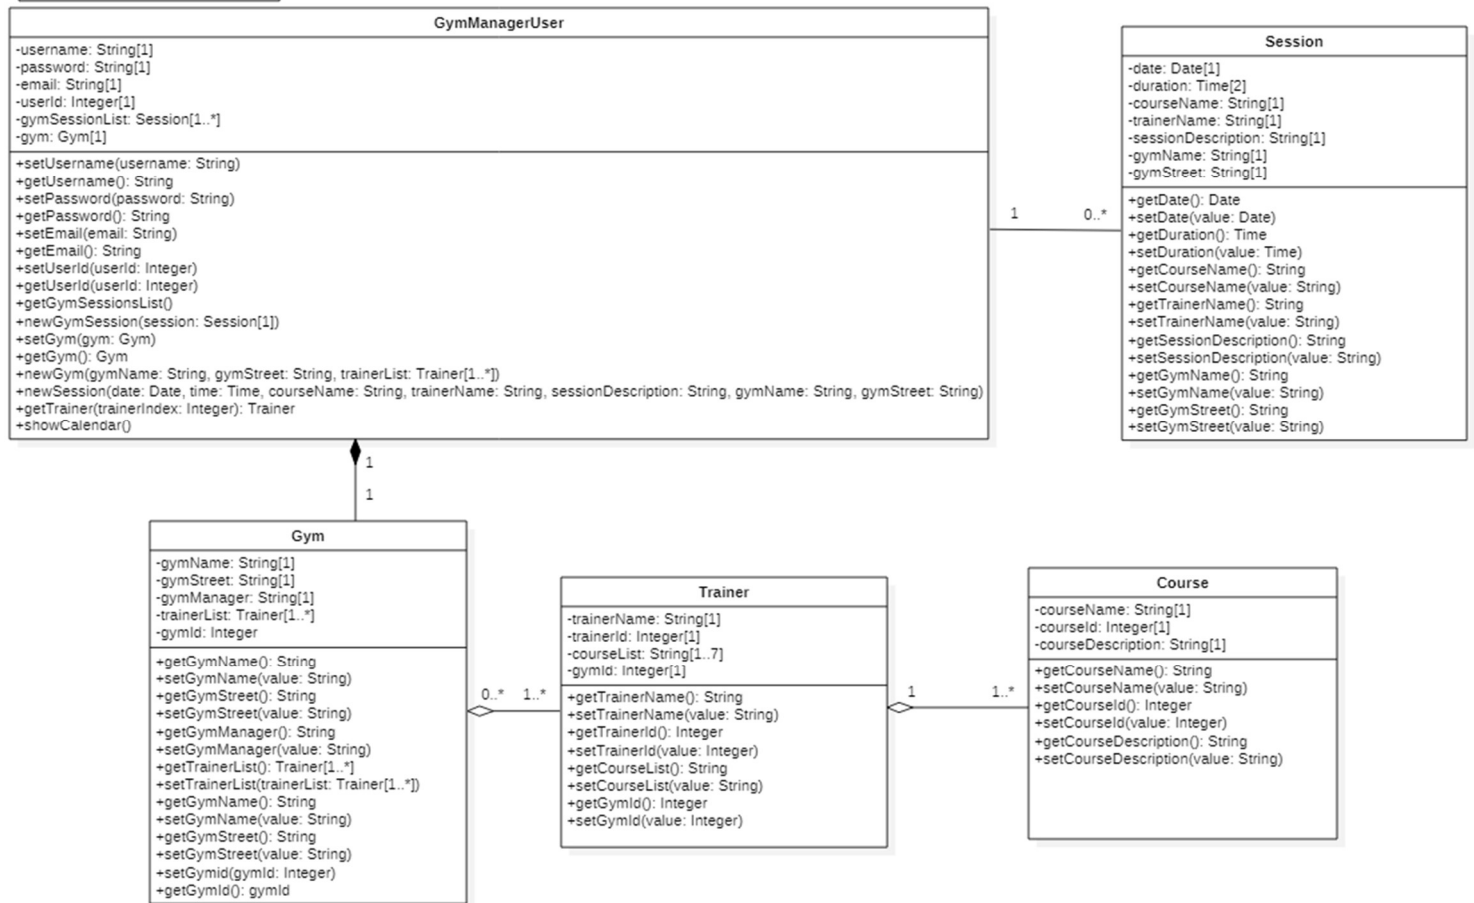 GymManagerUser
-username: String[1]
-password: String[1]
-email: String[1]
-userId: Integer[1]
-gymSessionList: Session[1..*]
-gym: Gym[1]
+setUsername(username: String)
+getUsername(): String
+setPassword(password: String)
+getPassword(): String
+setEmail(email: String)
+getEmail(): String
+setUserId(userId: Integer)
+getUserId(userId: Integer)
+getGymSessionsList()
+newGymSession(session: Session[1])
+setGym(gym: Gym)
+getGym(): Gym
+newGym(gymName: String, gymStreet: String, trainerList: Trainer[1..*])
+newSession(date: Date, time: Time, courseName: String, trainerName: String, sessionDescription: String, gymName: String, gymStreet: String)
+getTrainer(trainerIndex: Integer): Trainer
+showCalendar()
1
0..*
Session
-date: Date[1]
-duration: Time[2]
-courseName: String[1]
-trainerName: String[1]
-sessionDescription: String[1]
-gymName: String[1]
-gymStreet: String[1]
+getDate(): Date
+setDate(value: Date)
+getDuration(): Time
+setDuration(value: Time)
+getCourseName(): String
+setCourseName(value: String)
+getTrainerName(): String
+setTrainerName(value: String)
+getSessionDescription(): String
+setSessionDescription(value: String)
+getGymName(): String
+setGymName(value: String)
+getGymStreet(): String
+setGymStreet(value: String)
1
1
Gym
-gymName: String[1]
-gymStreet: String[1]
-gymManager: String[1]
-trainerList: Trainer[1..*]
-gymId: Integer
+getGymName(): String
+setGymName(value: String)
+getGymStreet(): String
+setGymStreet(value: String)
+getGymManager(): String
+setGymManager(value: String)
+getTrainerList(): Trainer[1..*]
+setTrainerList(trainerList: Trainer[1..*])
+getGymName(): String
+setGymName(value: String)
+getGymStreet(): String
+setGymStreet(value: String)
+setGymid(gymId: Integer)
+getGymId(): gymId
0..*
1..*
Trainer
-trainerName: String[1]
-trainerId: Integer[1]
-courseList: String[1..7]
-gymId: Integer[1]
+getTrainerName(): String
+setTrainerName(value: String)
+getTrainerId(): Integer
+setTrainerId(value: Integer)
+getCourseList(): String
+setCourseList(value: String)
+getGymId(): Integer
+setGymId(value: Integer)
1
1..*
Course
-courseName: String[1]
-courseId: Integer[1]
-courseDescription: String[1]
+getCourseName(): String
+setCourseName(value: String)
+getCourseId(): Integer
+setCourseId(value: Integer)
+getCourseDescription(): String
+setCourseDescription(value: String)